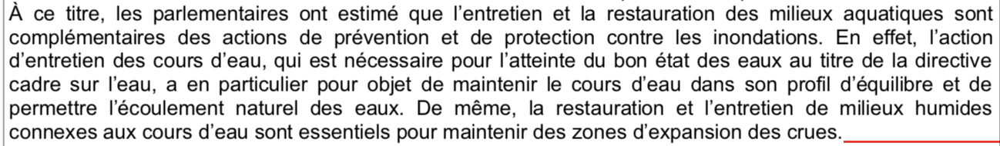 À ce titre, les parlementaires ont estimé que l’entretien et la restauration des milieux aquatiques sont
complémentaires des actions de prévention et de protection contre les inondations. En effet, l’action
d’entretien des cours d’eau, qui est nécessaire pour l’atteinte du bon état des eaux au titre de la directive
cadre sur l’eau, a en particulier pour objet de maintenir le cours d’eau dans son profil d’équilibre et de
permettre l’écoulement naturel des eaux. De même, la restauration et l’entretien de milieux humides
connexes aux cours d’eau sont essentiels pour maintenir des zones d’expansion des crues.